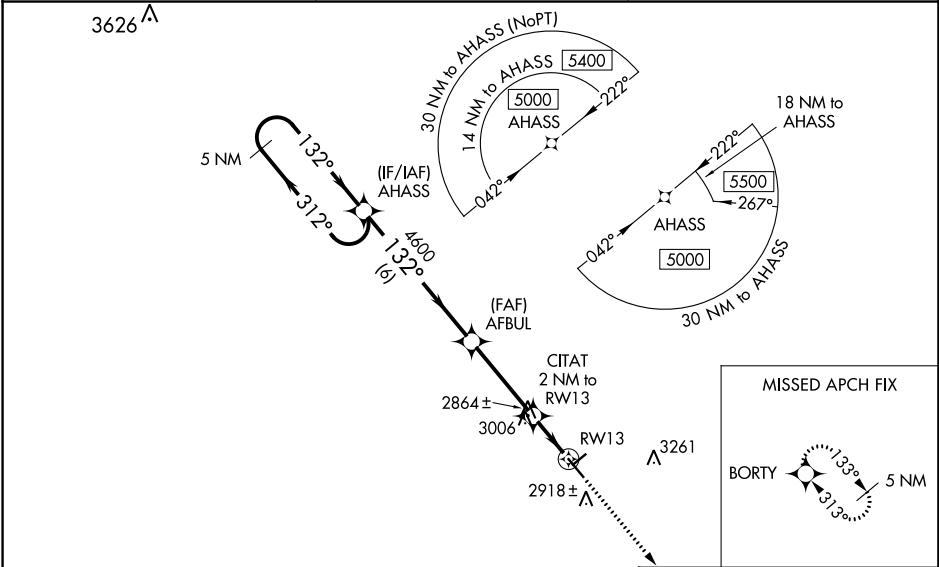 3626
30 NM to AHASS (NoPT)
14 NM to AHASS
5400
5000
AHASS
222°
042°
18 NM to
AHASS
222°
5500
267°
AHASS
042°
5000
30 NM to AHASS
5 NM
132°
312°
(IF/IAF)
AHASS
4600
132°
(6)
(FAF)
AFBUL
CITAT
2 NM to
RW13
2864±
3006
RW13
3261
2918±
MISSED APCH FIX
BORTY
133°
313°
5 NM